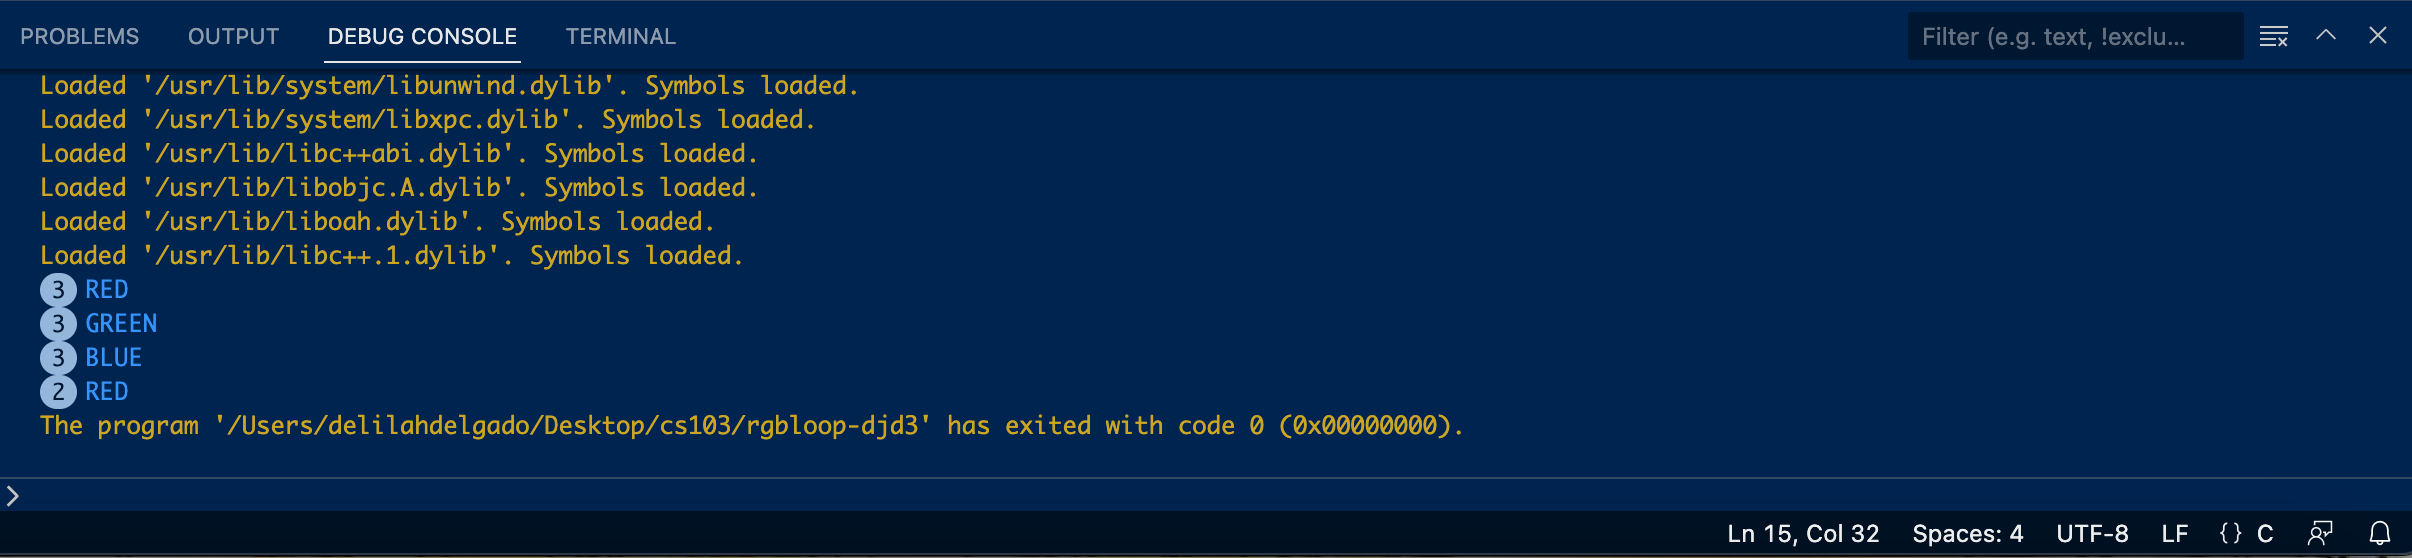 PROBLEMS OUTPUT DEBUG CONSOLE TERMINAL Filter (e.g. text, !exclu...
Loaded '/usr/lib/system/libunwind.dylib'. Symbols loaded.
Loaded '/usr/lib/system/libxpc.dylib'. Symbols loaded.
Loaded '/usr/lib/libc++abi.dylib'. Symbols loaded.
Loaded '/usr/lib/libobjc.A.dylib'. Symbols loaded.
Loaded '/usr/lib/liboah.dylib'. Symbols loaded.
Loaded '/usr/lib/libc++.1.dylib'. Symbols loaded.
3 RED
3 GREEN
3 BLUE
2 RED
The program '/Users/delilahdelgado/Desktop/cs103/rgbloop-djd3' has exited with code 0 (0x00000000).
Ln 15, Col 32 Spaces: 4 UTF-8 LF {} C